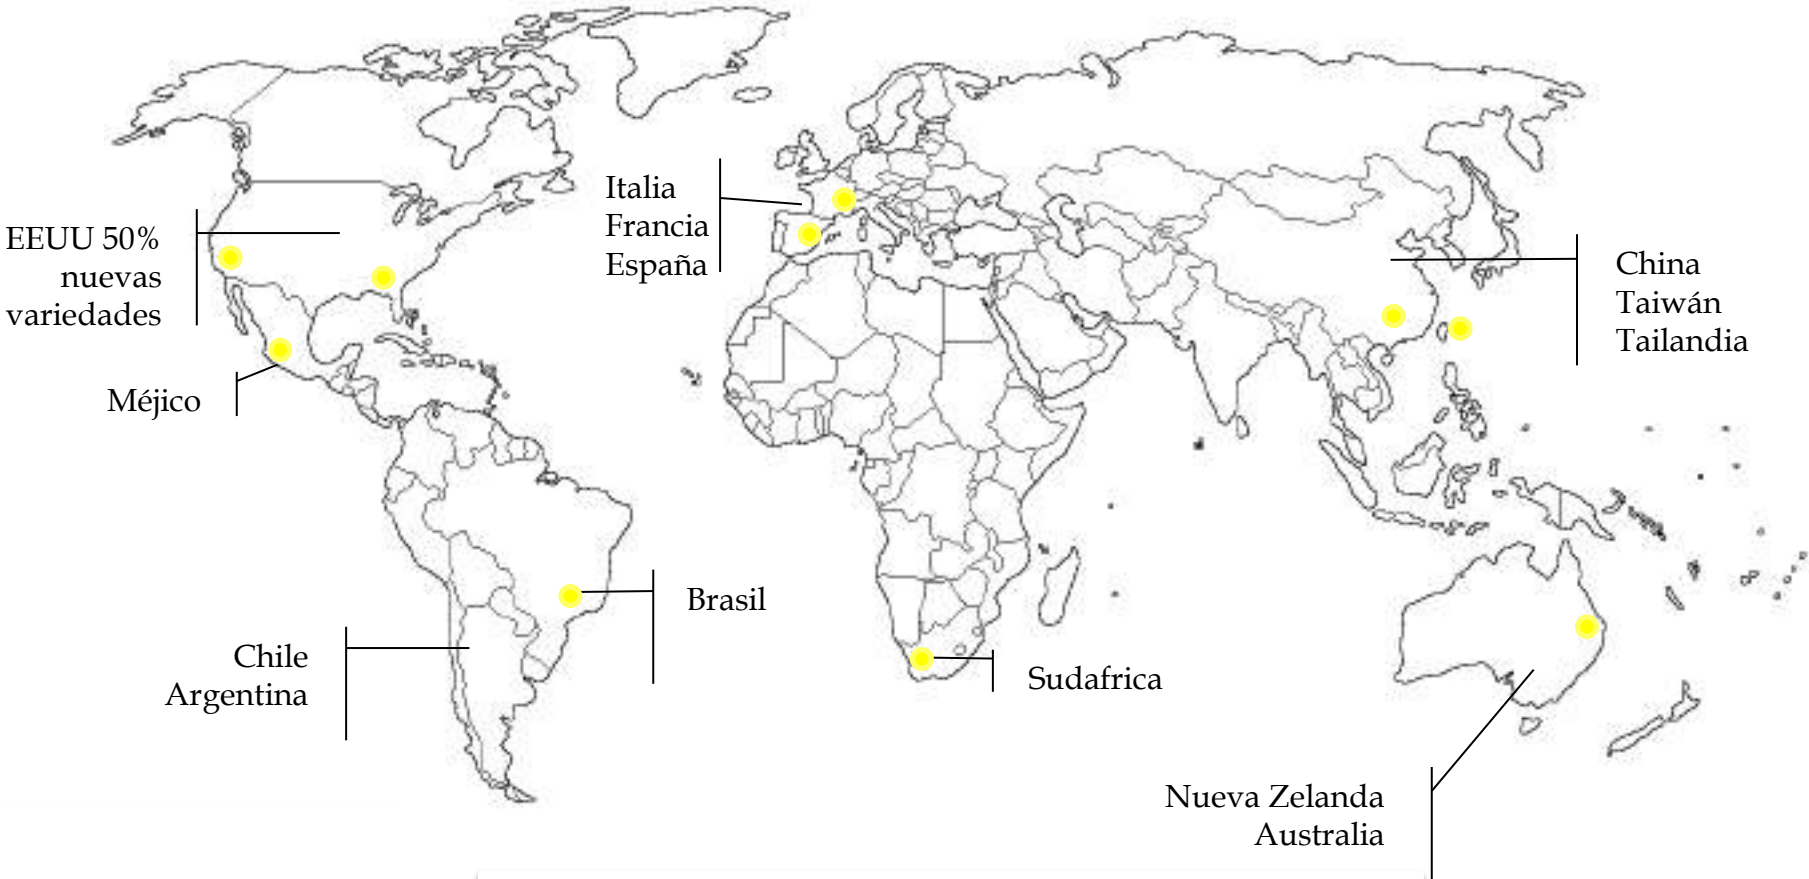 EEUU 50%
nuevas
variedades
Méjico
Italia
Francia
España
China
Taiwán
Tailandia
Brasil
Chile
Argentina
Sudafrica
Nueva Zelanda
Australia